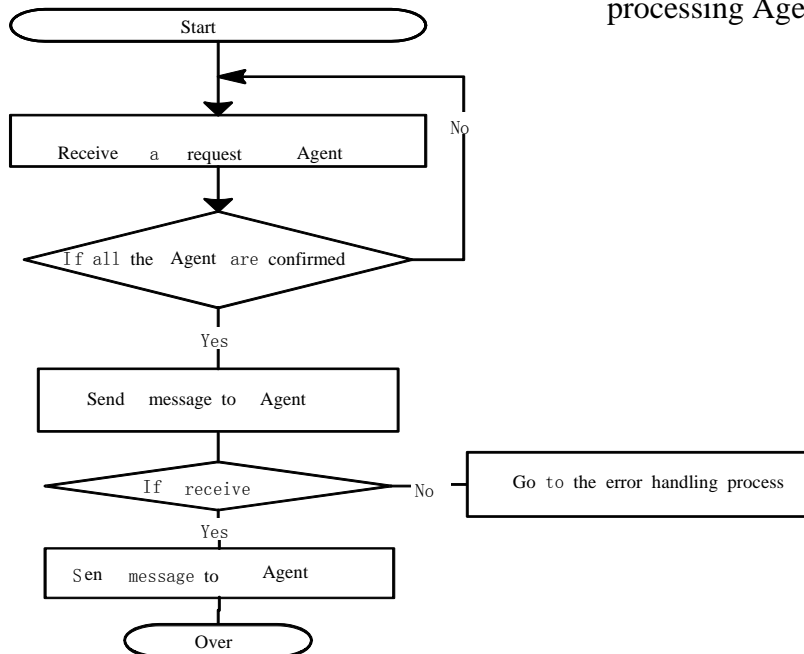 processing Age
Start
No
Receive a request Agent
If all the Agent are confirmed
Yes
Send message to Agent
If receive
No
Go to the error handling process
Yes
Sen message to Agent
Over